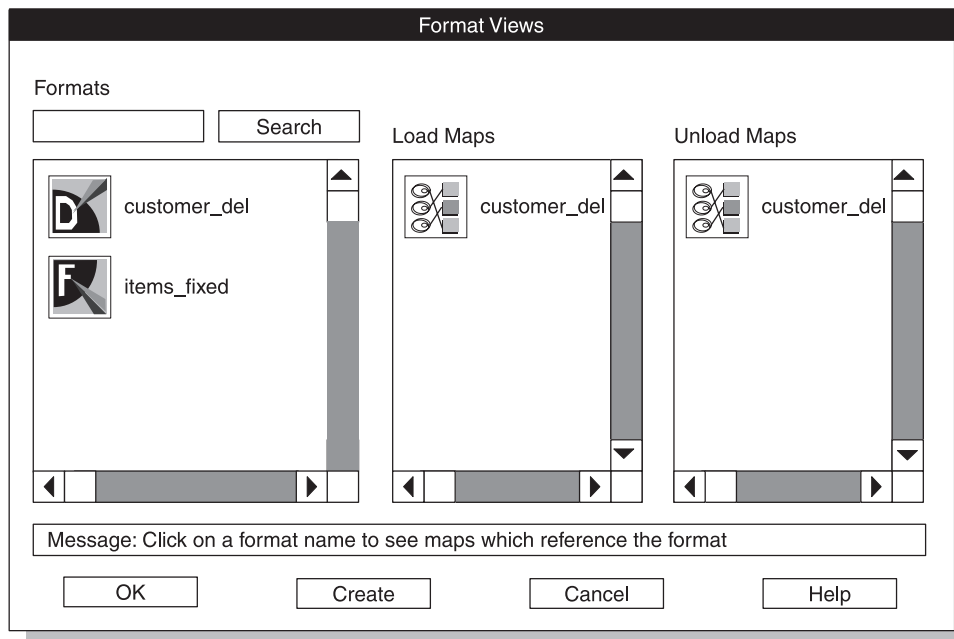 Format Views
Formats
Search
Load Maps
Unload Maps
D
customer_del
F
items_fixed
customer_del
customer_del
Message: Click on a format name to see maps which reference the format
OK
Create
Cancel
Help